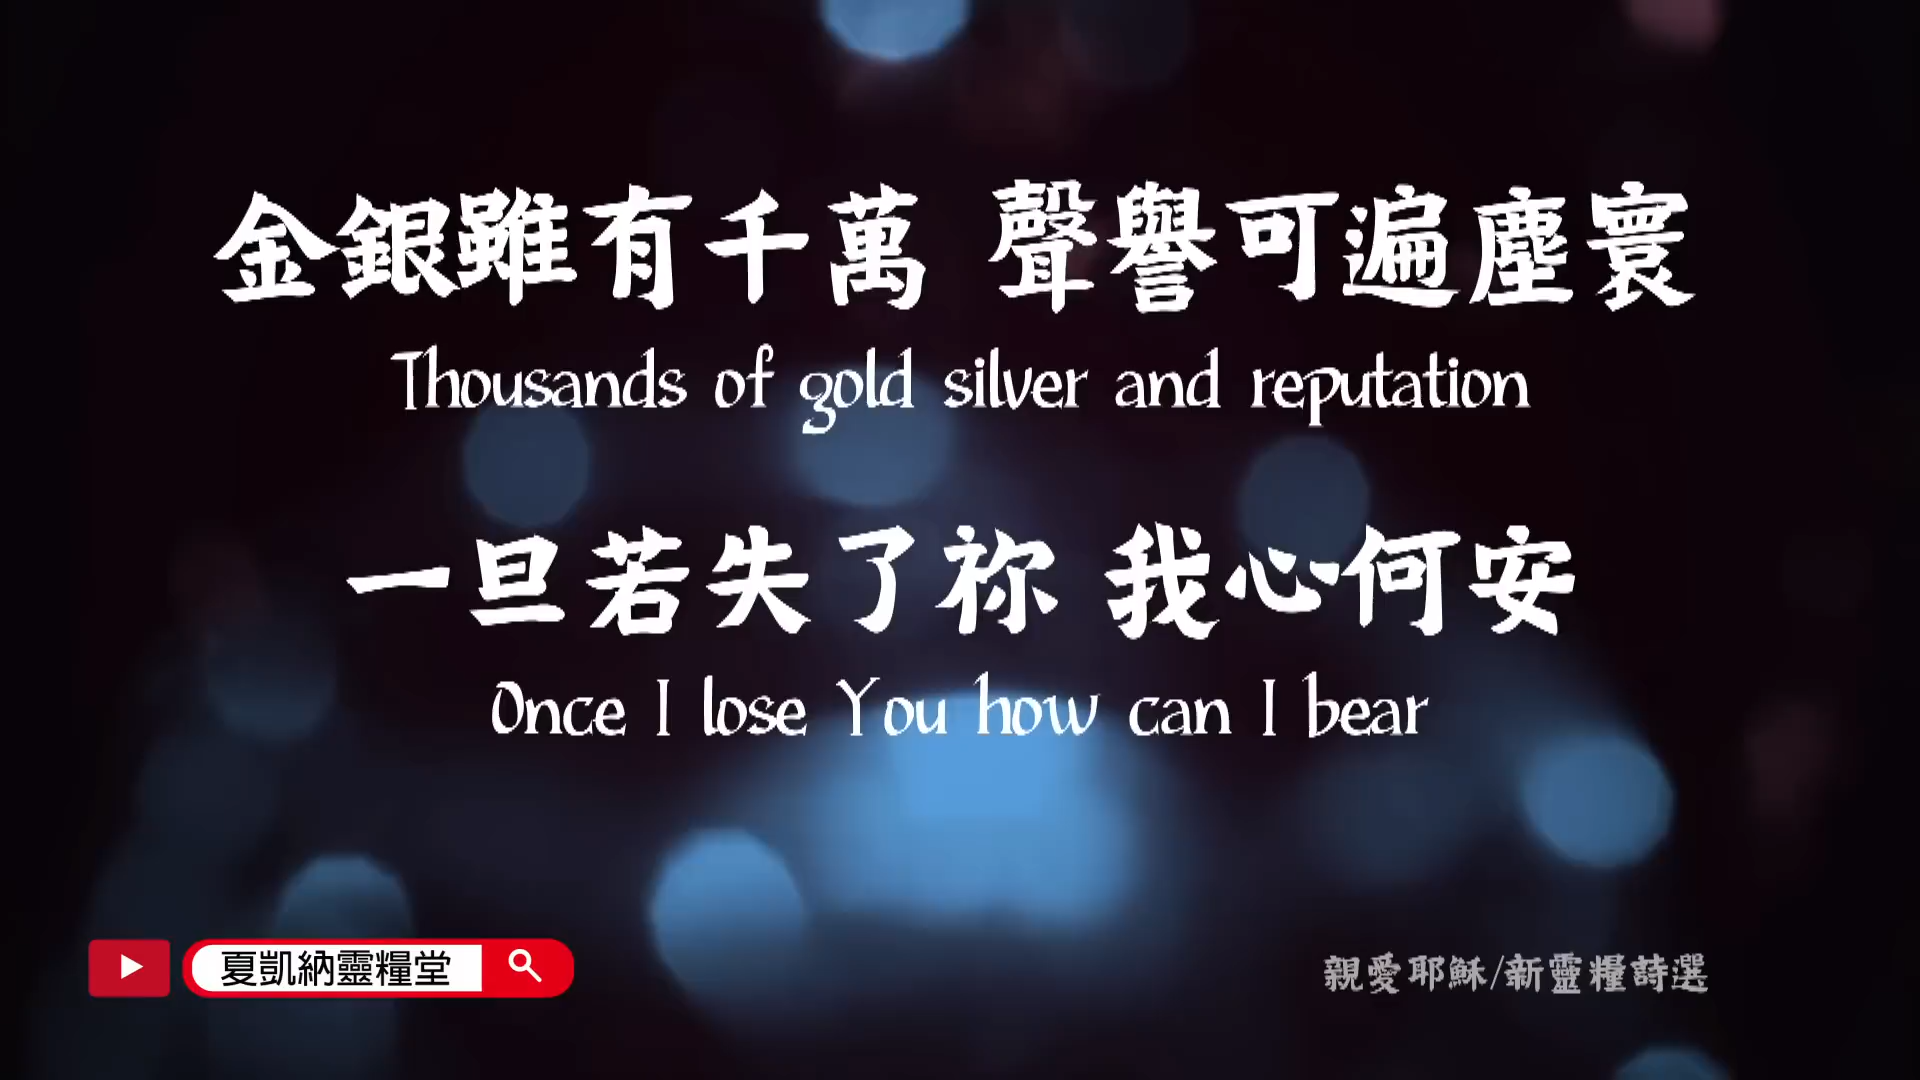 金銀雖有千萬 聲譽可遍塵寰
Thousands of gold silver and reputation
一旦若失了祢 我心何安
Once I lose You how can I bear
夏凱納靈糧堂
親愛耶穌/新靈糧詩選